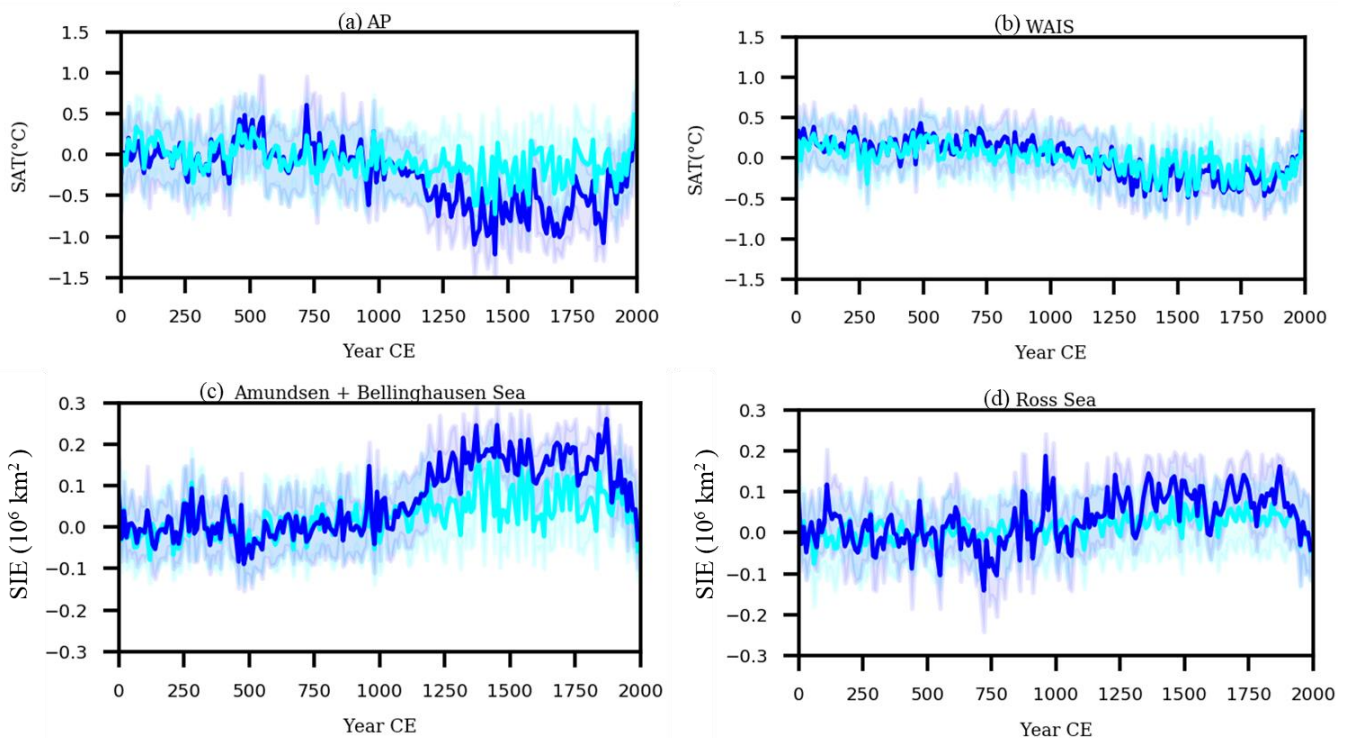 (a) AP
1.5
1.0
0.5
0.0
−0.5
−1.0
−1.5
SAT(°C)
0 250 500 750 1000 1250 1500 1750 2000
Year CE
(b) WAIS
1.5
1.0
0.5
0.0
−0.5
−1.0
−1.5
SAT(°C)
0 250 500 750 1000 1250 1500 1750 2000
Year CE
(c) Amundsen + Bellinghausen Sea
0.3
0.2
0.1
0.0
−0.1
−0.2
−0.3
SIE (10⁶ km²)
0 250 500 750 1000 1250 1500 1750 2000
Year CE
(d) Ross Sea
0.3
0.2
0.1
0.0
−0.1
−0.2
−0.3
SIE (10⁶ km²)
0 250 500 750 1000 1250 1500 1750 2000
Year CE